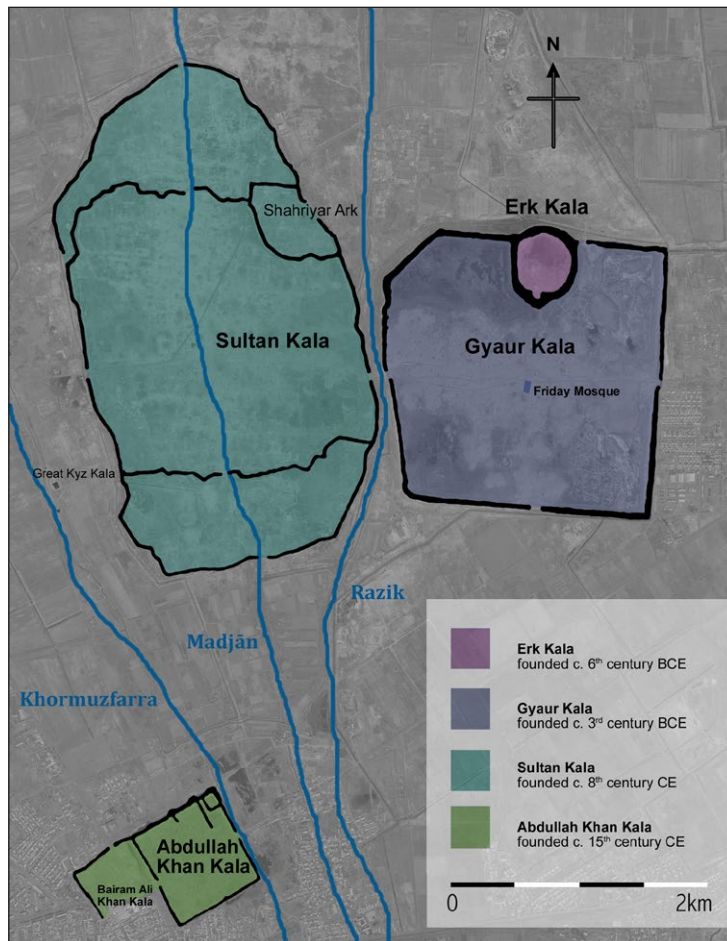 N
Shahriyar Ark
Erk Kala
Sultan Kala
Gyaur Kala
Friday Mosque
Great Kyz Kala
Razik
Madjān
Khormuzfarra
Abdullah
Khan Kala
Bairam Ali
Khan Kala
Erk Kala
founded c. 6th century BCE
Gyaur Kala
founded c. 3rd century BCE
Sultan Kala
founded c. 8th century CE
Abdullah Khan Kala
founded c. 15th century CE
0 2km